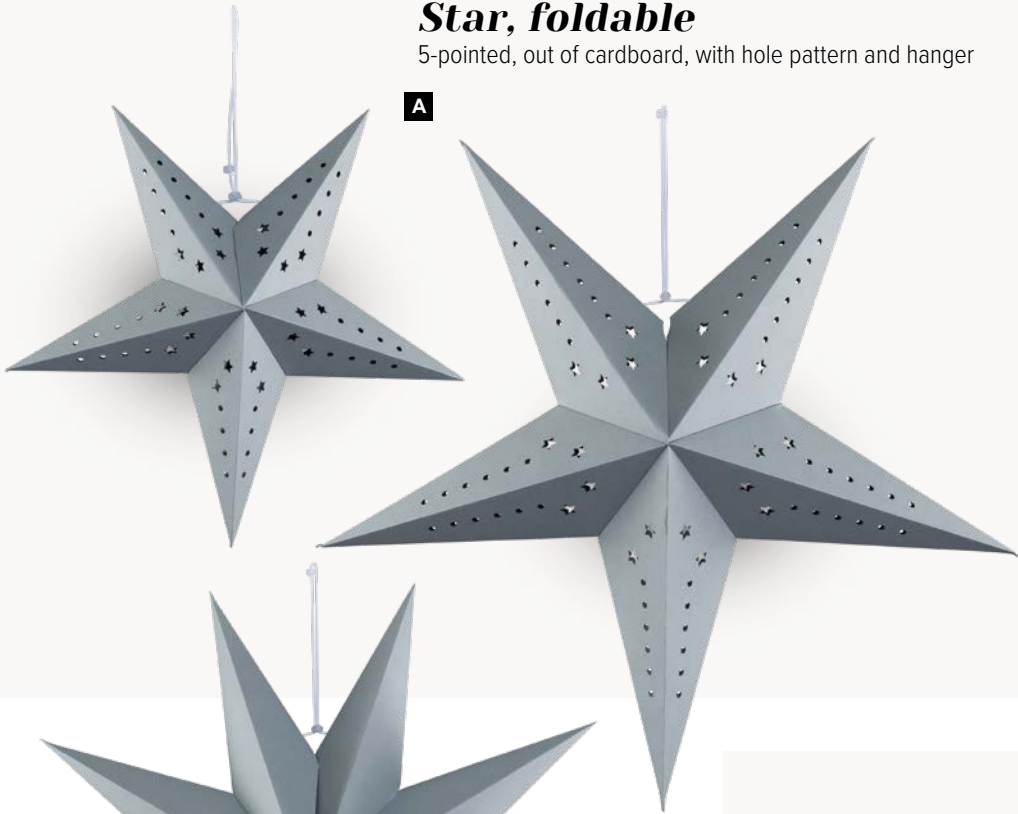 Star, foldable
5-pointed, out of cardboard, with hole pattern and hanger
A